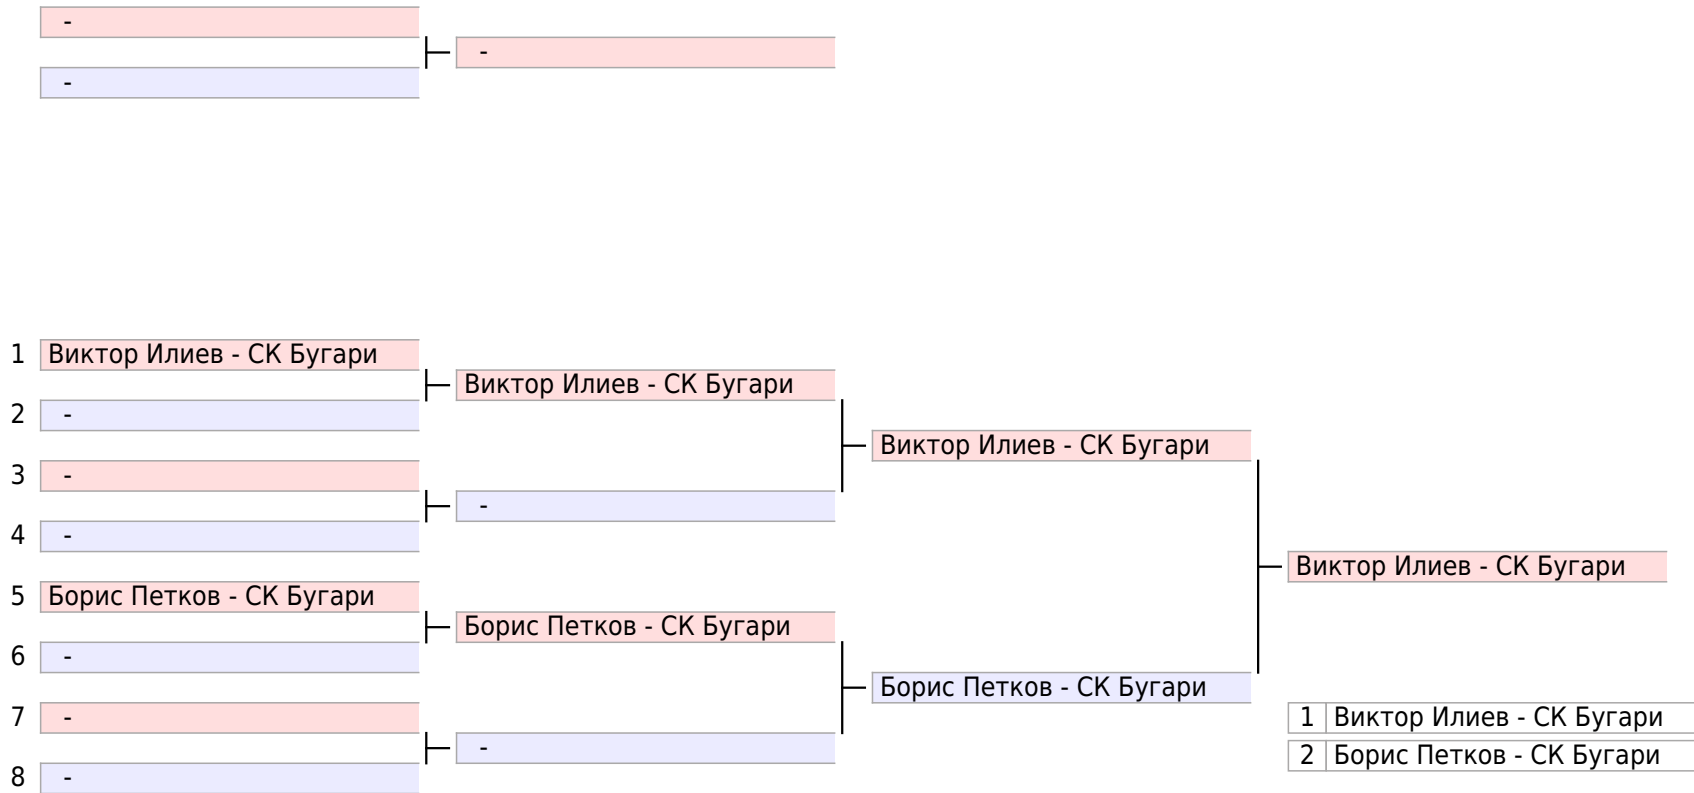 -
-
-
1 Виктор Илиев - СК Бугари
Виктор Илиев - СК Бугари
2 -
Виктор Илиев - СК Бугари
3 -
-
4 -
Виктор Илиев - СК Бугари
5 Борис Петков - СК Бугари
Борис Петков - СК Бугари
6 -
Борис Петков - СК Бугари
7 -
1 Виктор Илиев - СК Бугари
-
2 Борис Петков - СК Бугари
8 -